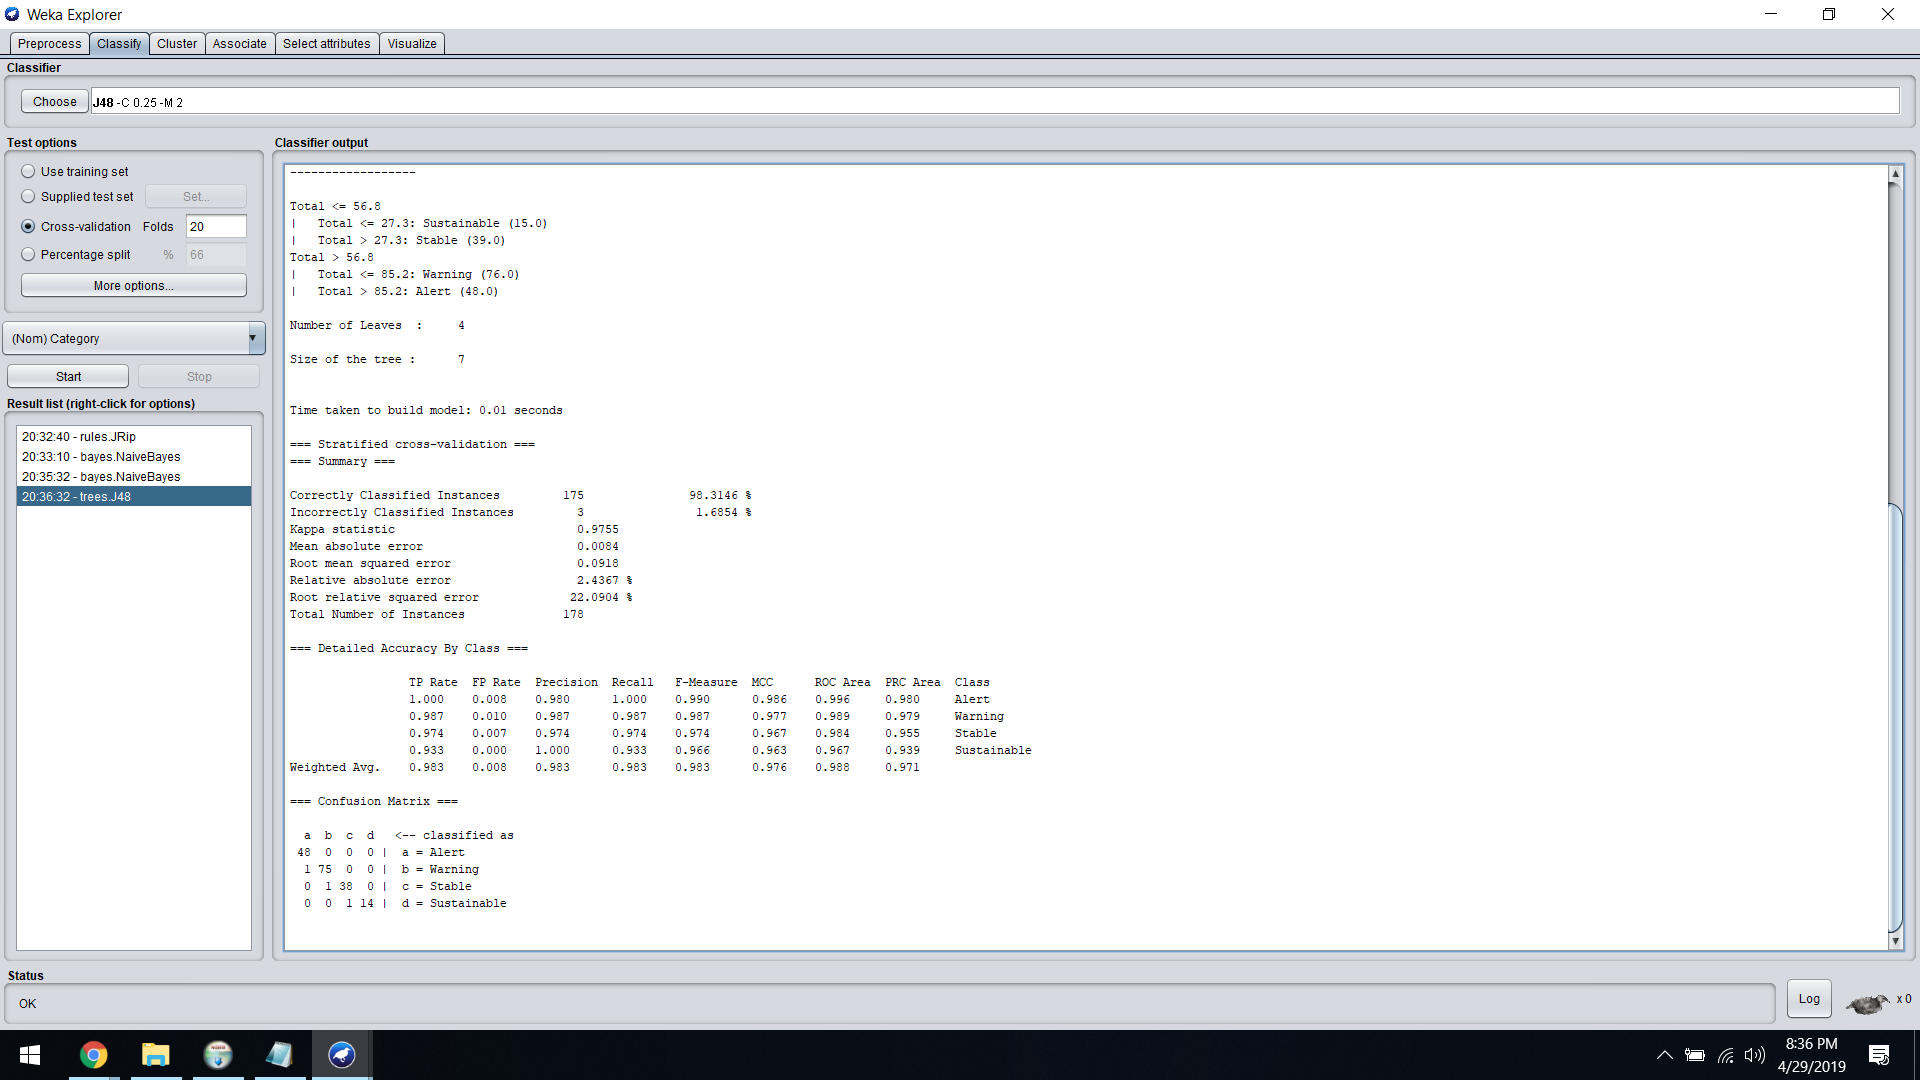 Weka Explorer
Preprocess Classify Cluster Associate Select attributes Visualize
Classifier
Choose J48 -C 0.25 -M 2
Test options
Use training set
Supplied test set Set...
Cross-validation Folds 20
Percentage split % 66
More options...
(Nom) Category
Start Stop
Result list (right-click for options)
20:32:40 - rules.JRip
20:33:10 - bayes.NaiveBayes
20:35:32 - bayes.NaiveBayes
20:36:32 - trees.J48
Classifier output
------------------
Total <= 56.8
|   Total <= 27.3: Sustainable (15.0)
|   Total > 27.3: Stable (39.0)
Total > 56.8
|   Total <= 85.2: Warning (76.0)
|   Total > 85.2: Alert (48.0)
Number of Leaves  :     4
Size of the tree :      7
Time taken to build model: 0.01 seconds
=== Stratified cross-validation ===
=== Summary ===
Correctly Classified Instances         175               98.3146 %
Incorrectly Classified Instances         3                1.6854 %
Kappa statistic                          0.9755
Mean absolute error                      0.0084
Root mean squared error                  0.0918
Relative absolute error                  2.4367 %
Root relative squared error             22.0904 %
Total Number of Instances              178
=== Detailed Accuracy By Class ===
TP Rate  FP Rate  Precision  Recall   F-Measure  MCC      ROC Area  PRC Area  Class
1.000    0.008    0.980      1.000    0.990      0.986    0.996     0.980     Alert
0.987    0.010    0.987      0.987    0.987      0.977    0.989     0.979     Warning
0.974    0.007    0.974      0.974    0.974      0.967    0.984     0.955     Stable
0.933    0.000    1.000      0.933    0.966      0.963    0.967     0.939     Sustainable
Weighted Avg.    0.983    0.008    0.983      0.983    0.983      0.976    0.988     0.971
=== Confusion Matrix ===
a  b  c  d   <-- classified as
48  0  0  0 |  a = Alert
1 75  0  0 |  b = Warning
0  1 38  0 |  c = Stable
0  0  1 14 |  d = Sustainable
Status
OK
Log x 0
8:36 PM
4/29/2019